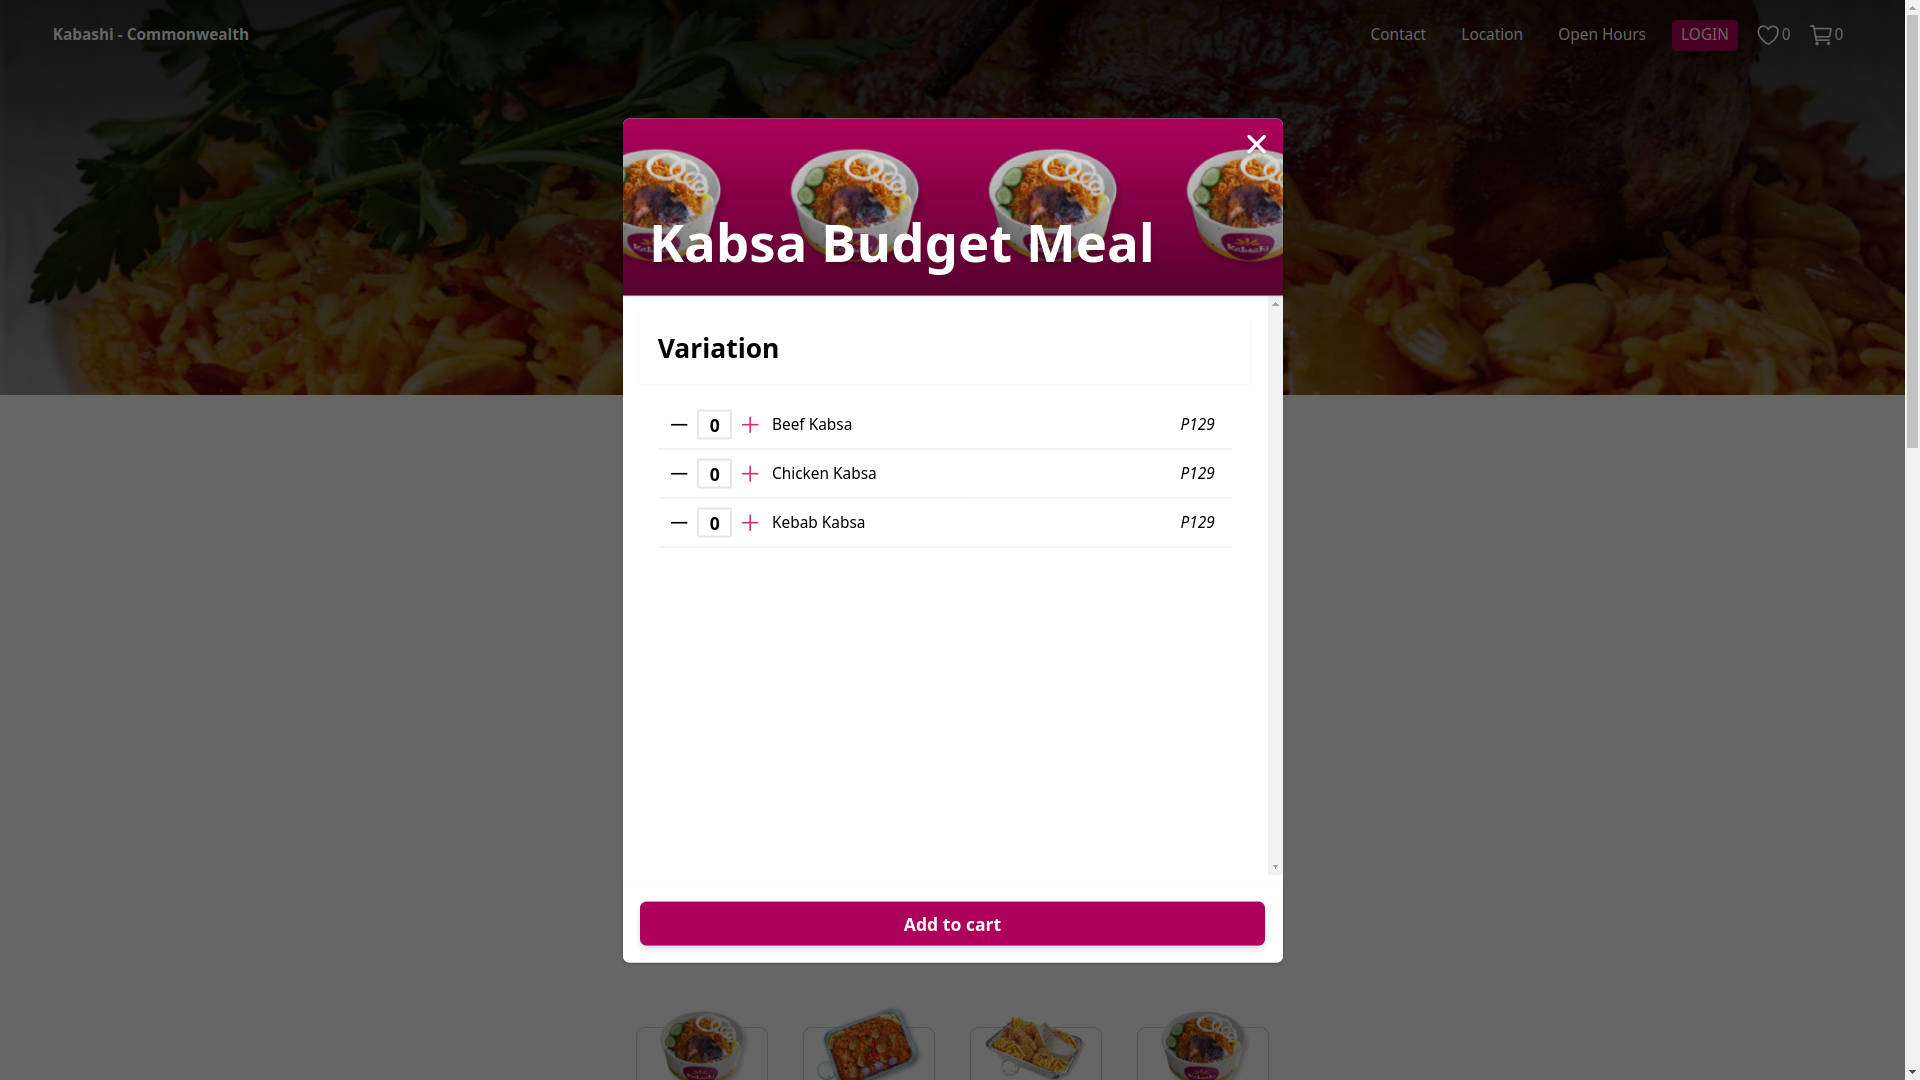 Kabashi - Commonwealth
Contact
Location
Open Hours
LOGIN
0
0
Kabsa Budget Meal
Variation
0
Beef Kabsa
P129
0
Chicken Kabsa
P129
0
Kebab Kabsa
P129
Add to cart